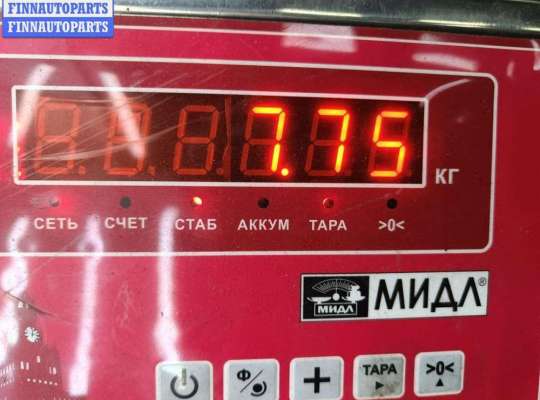 FINNAUTOPARTS
FINNAUTOPARTS
7.75
КГ
СЕТЬ СЧЕТ СТАБ АККУМ ТАРА >0<
МИДЛ МИДЛ®
Ф + ТАРА >0<